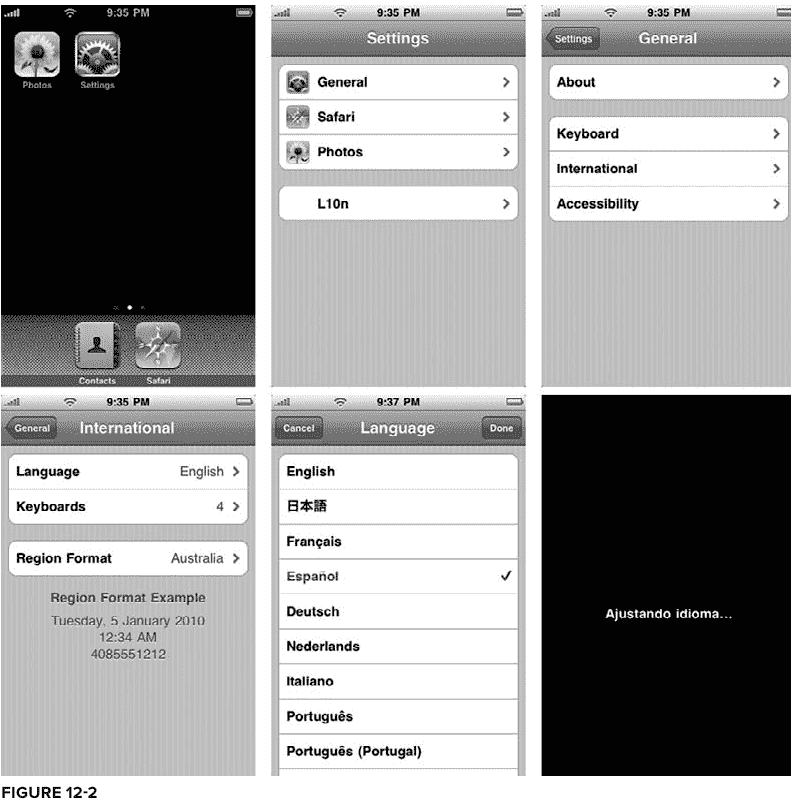 9:35 PM
Photos
Settings
Contacts
Safari
9:35 PM
Settings
General
Safari
Photos
L10n
9:35 PM
Settings
General
About
Keyboard
International
Accessibility
9:35 PM
General
International
Language English
Keyboards 4
Region Format Australia
Region Format Example
Tuesday, 5 January 2010
12:34 AM
4085551212
9:37 PM
Cancel
Language
Done
English
日本語
Français
Español
Deutsch
Nederlands
Italiano
Português
Português (Portugal)
Ajustando idioma...
FIGURE 12-2